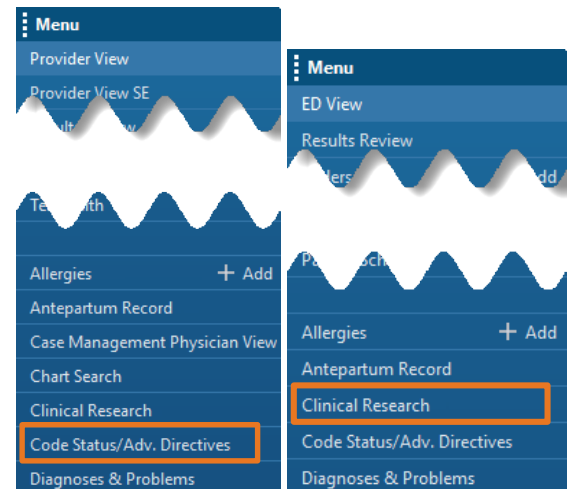 Menu
Provider View
Provider View SE
Allergies + Add
Antepartum Record
Case Management Physician View
Chart Search
Clinical Research
Code Status/Adv. Directives
Diagnoses & Problems
Menu
ED View
Results Review
Allergies + Add
Antepartum Record
Clinical Research
Code Status/Adv. Directives
Diagnoses & Problems